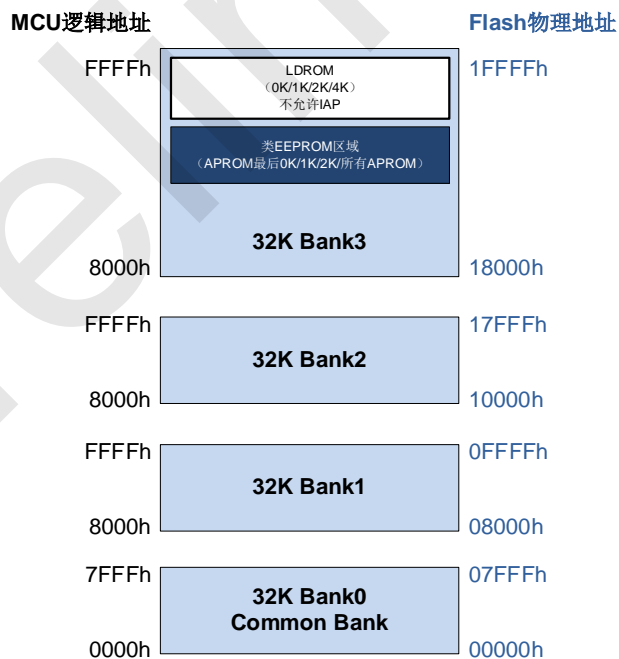 MCU逻辑地址 Flash物理地址
FFFFh 1FFFFh
LDROM
（0K/1K/2K/4K）
不允许IAP
类EEPROM区域
（APROM最后0K/1K/2K/所有APROM）
32K Bank3
8000h 18000h
FFFFh 17FFFh
32K Bank2
8000h 10000h
FFFFh 0FFFFh
32K Bank1
8000h 08000h
7FFFh 07FFFh
32K Bank0
Common Bank
0000h 00000h